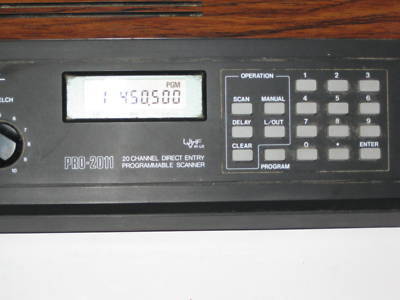 PGM
1 450,500
OPERATION
SCAN MANUAL
DELAY L/OUT
CLEAR
PROGRAM
1 2 3
4 5 6
7 8 9
0 • ENTER
PRO-2011
20 CHANNEL DIRECT ENTRY
PROGRAMMABLE SCANNER
10